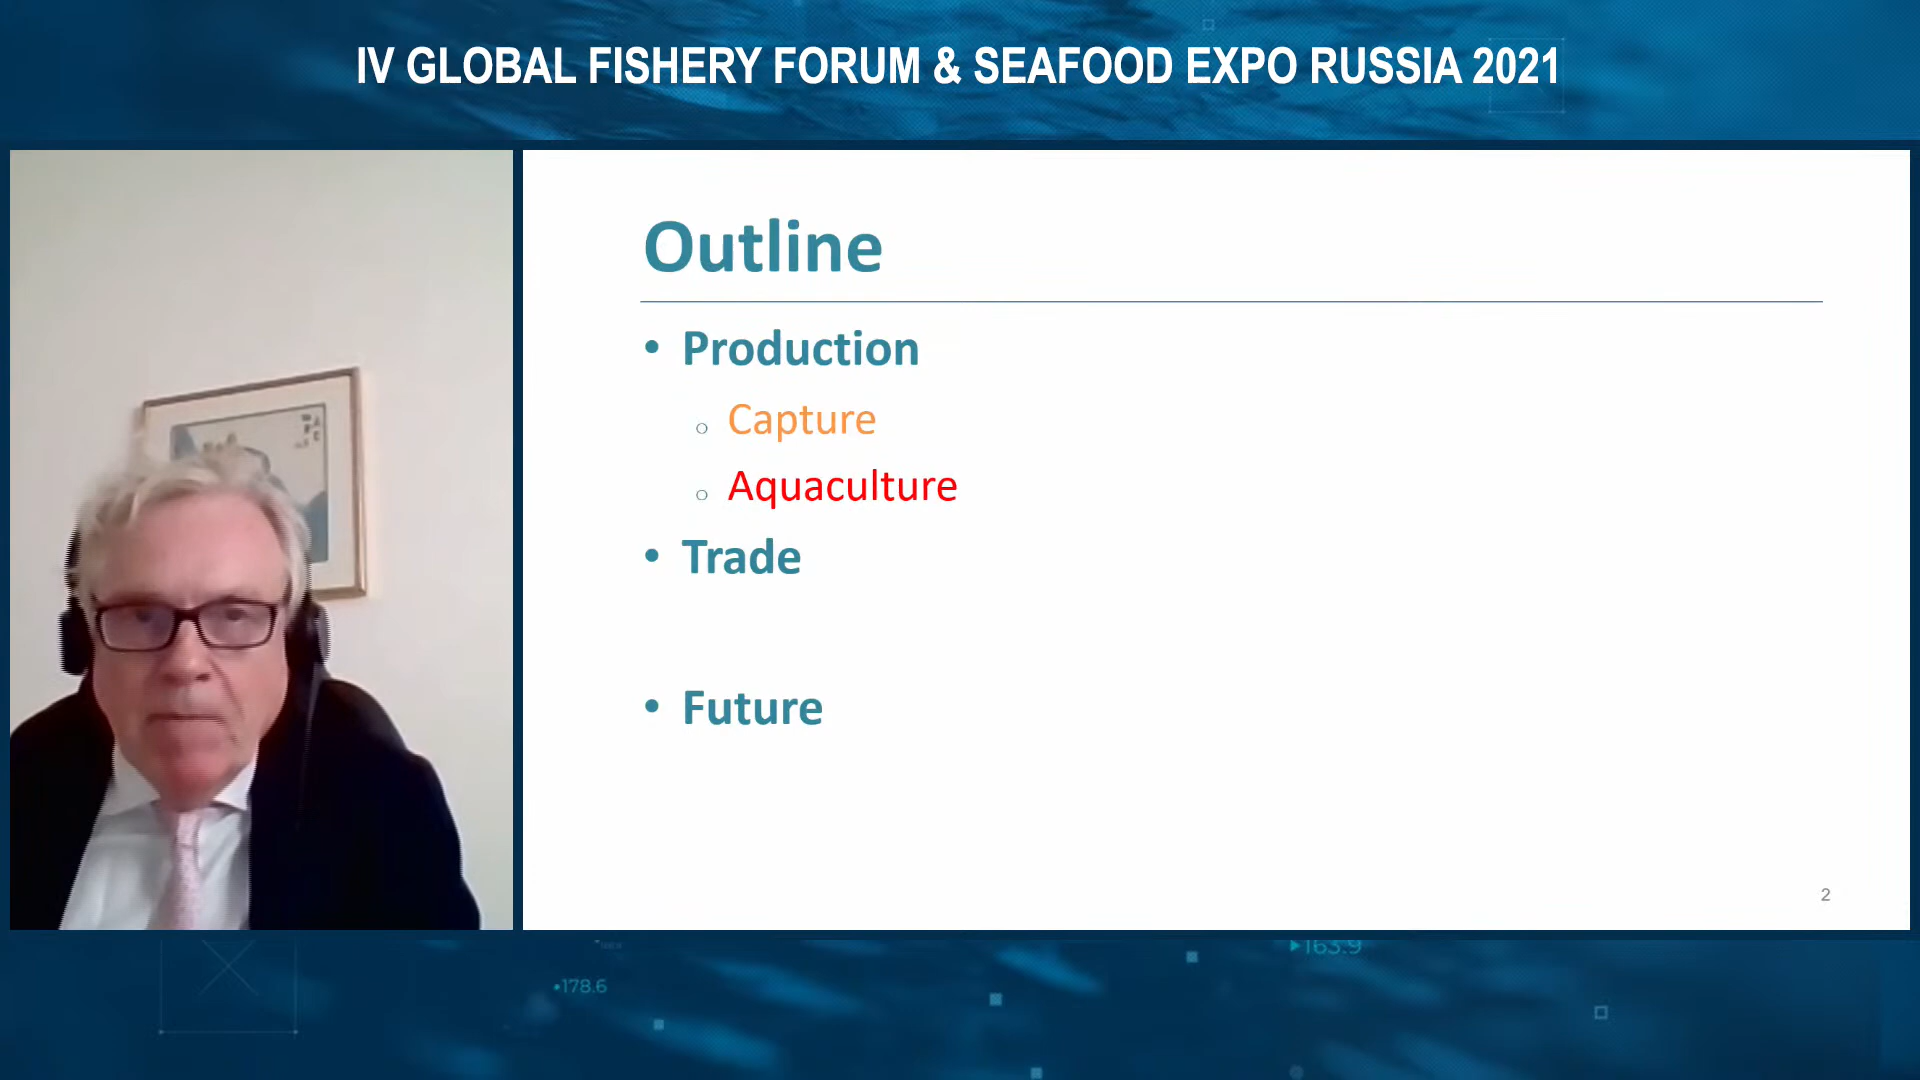 IV GLOBAL FISHERY FORUM & SEAFOOD EXPO RUSSIA 2021
Outline
• Production
○ Capture
○ Aquaculture
• Trade
• Future
2
163.9
178.6